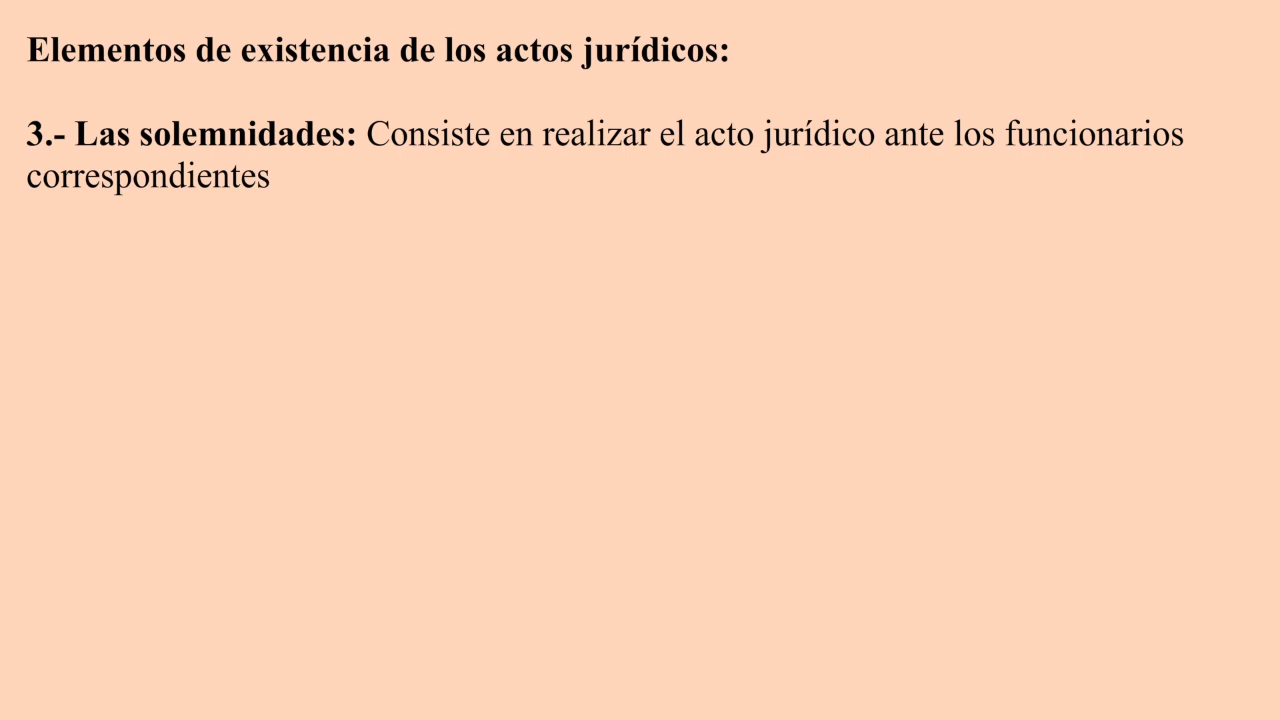 Elementos de existencia de los actos jurídicos:
3.- Las solemnidades: Consiste en realizar el acto jurídico ante los funcionarios
correspondientes